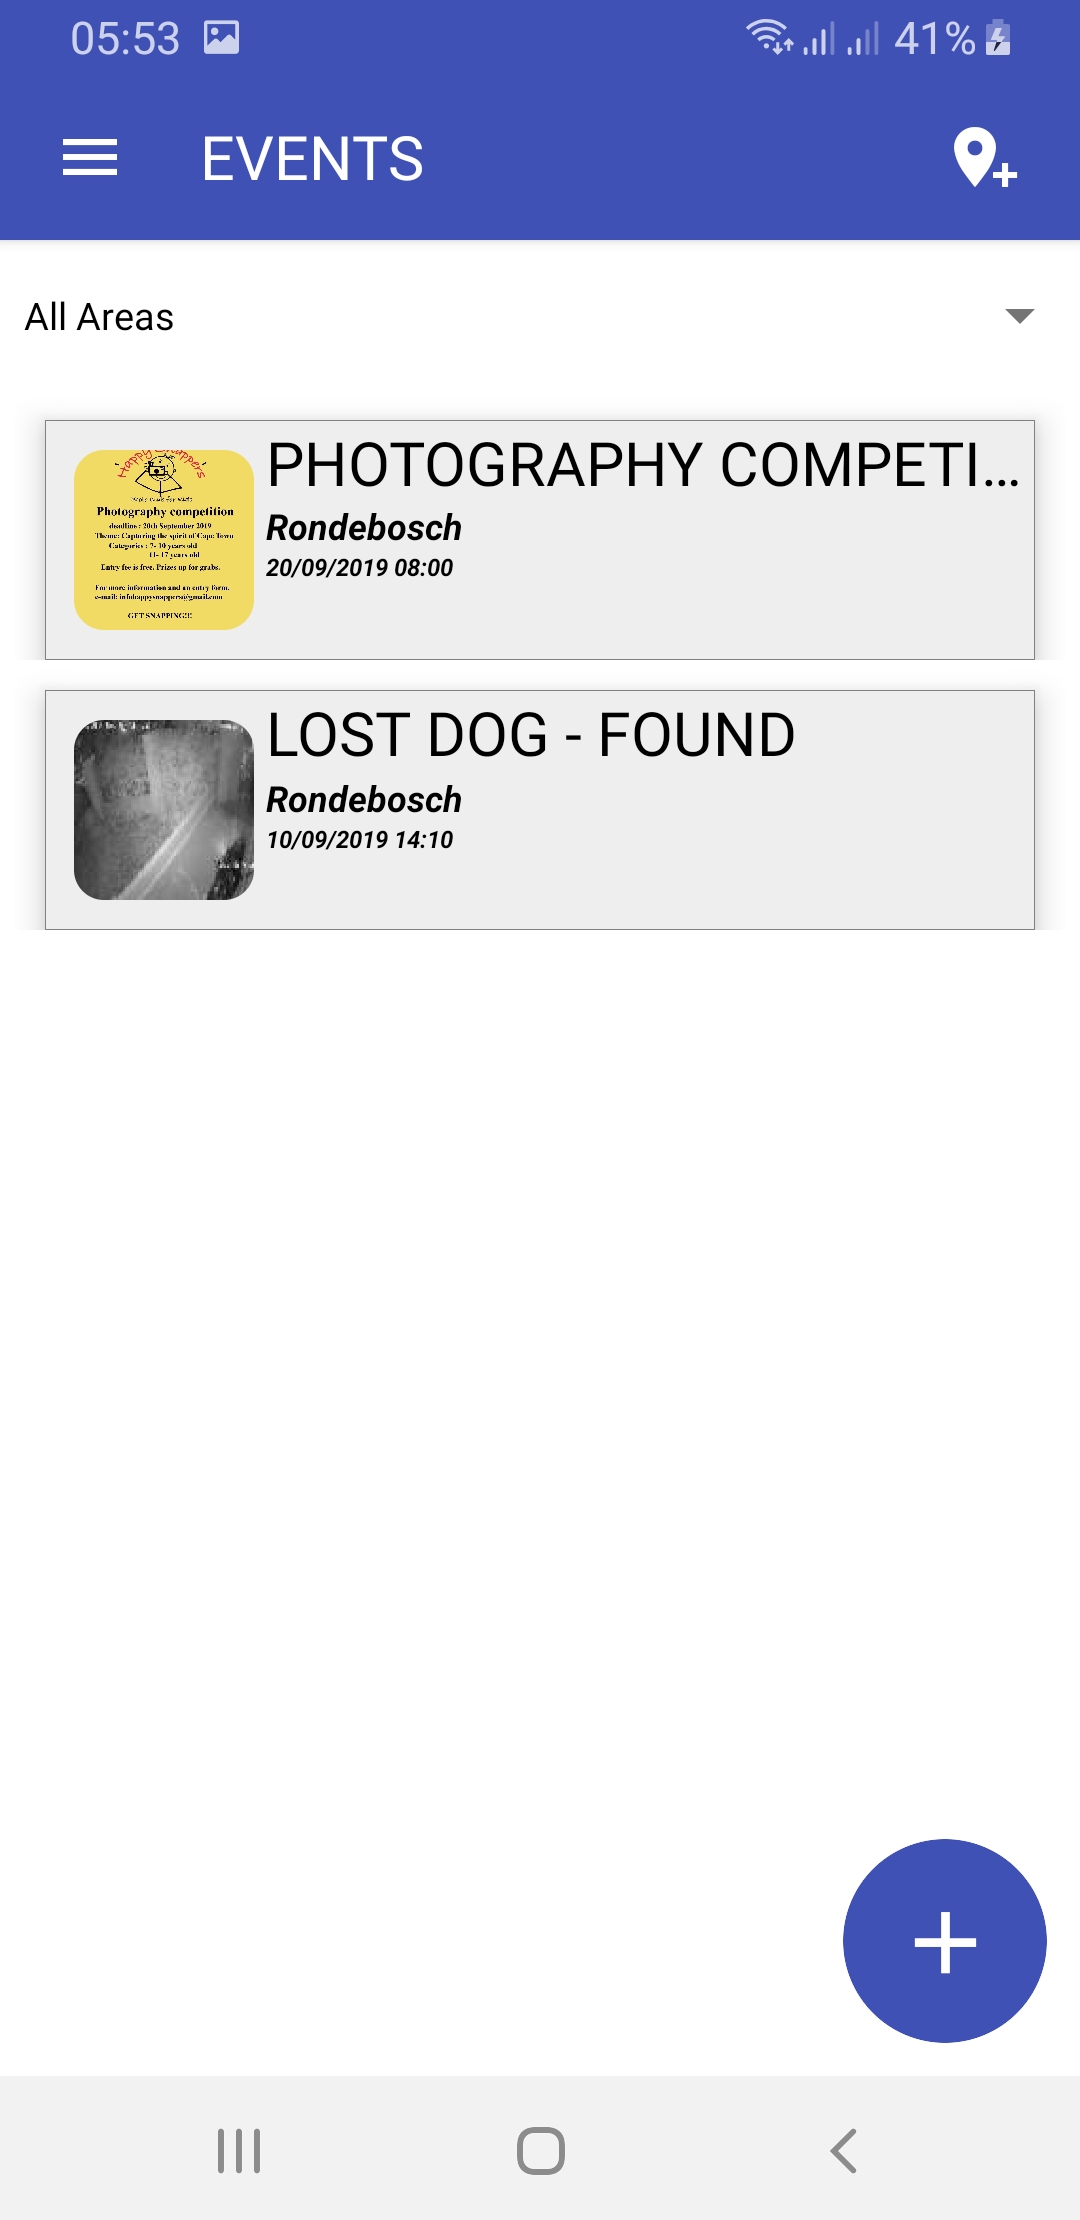 05:53
41%
EVENTS
All Areas
PHOTOGRAPHY COMPETI...
Happy Snappers
Photography competition
deadline : 20th September 2019
Theme: Capturing the spirit of Cape Town
Categories : 7- 10 years old
11- 17 years old
Entry fee is free. Prizes up for grabs.
For more information and an entry form.
e-mail: infohappysnappers@gmail.com
GET SNAPPING!!!
Rondebosch
20/09/2019 08:00
LOST DOG - FOUND
Rondebosch
10/09/2019 14:10